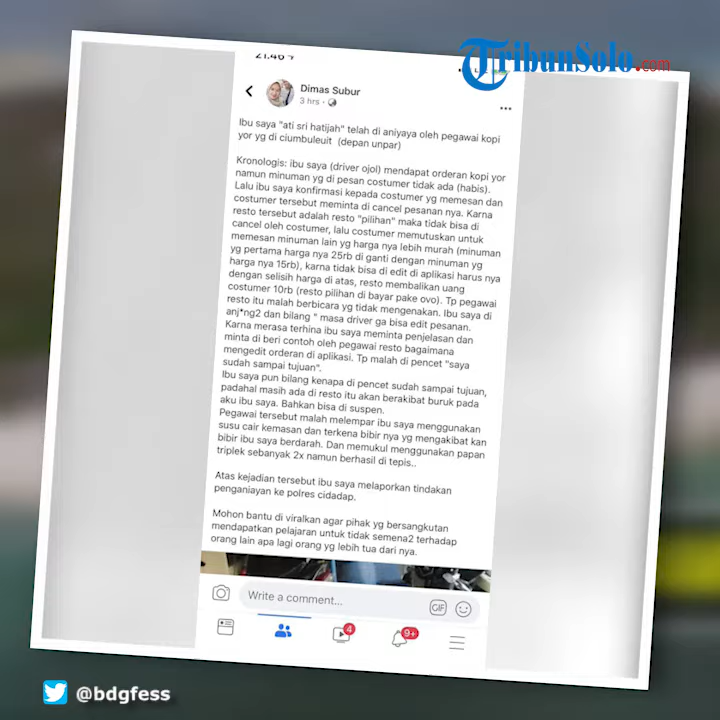 TribunSolo.com
21.46
Dimas Subur
3 hrs ·
Ibu saya "ati sri hatijah" telah di aniyaya oleh pegawai kopi
yor yg di ciumbuleuit (depan unpar)
Kronologis: ibu saya (driver ojol) mendapat orderan kopi yor
namun minuman yg di pesan costumer tidak ada (habis).
Lalu ibu saya konfirmasi kepada costumer yg memesan dan
costumer tersebut meminta di cancel pesanan nya. Karna
resto tersebut adalah resto "pilihan" maka tidak bisa di
cancel oleh costumer, lalu costumer memutuskan untuk
memesan minuman lain yg harga nya lebih murah (minuman
yg pertama harga nya 25rb di ganti dengan minuman yg
harga nya 15rb), karna tidak bisa di edit di aplikasi harus nya
resto membalikan uang
dengan selisih harga di atas, resto membalikan uang
costumer 10rb (resto pilihan di bayar pake ovo). Tp pegawai
resto itu malah berbicara yg tidak mengenakan. Ibu saya di
anj*ng2 dan bilang " masa driver ga bisa edit pesanan.
Karna merasa terhina ibu saya meminta penjelasan dan
minta di beri contoh oleh pegawai resto bagaimana
mengedit orderan di aplikasi. Tp malah di pencet "saya
sudah sampai tujuan".
Ibu saya pun bilang kenapa di pencet sudah sampai tujuan,
padahal masih ada di resto itu akan berakibat buruk pada
aku ibu saya. Bahkan bisa di suspen.
Pegawai tersebut malah melempar ibu saya menggunakan
susu cair kemasan dan terkena bibir nya yg mengakibat kan
bibir ibu saya berdarah. Dan memukul menggunakan papan
triplek sebanyak 2x namun berhasil di tepis..
Atas kejadian tersebut ibu saya melaporkan tindakan
penganiyaan ke polres cidadap.
Mohon bantu di viralkan agar pihak yg bersangkutan
mendapatkan pelajaran untuk tidak semena2 terhadap
orang lain apa lagi orang yg lebih tua dari nya.
Write a comment...
GIF
4
9+
@bdgfess